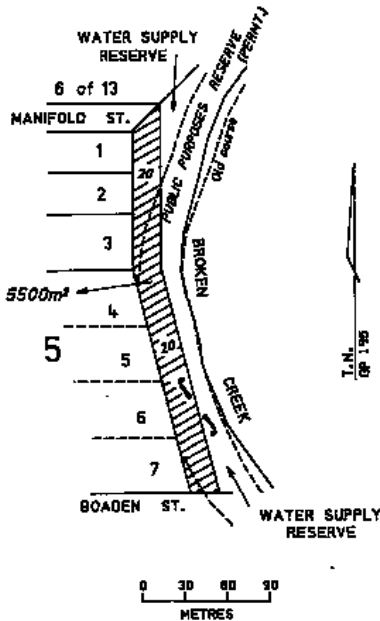 WATER SUPPLY
RESERVE
6 of 13
MANIFOLD ST.
PUBLIC PURPOSES RESERVE (PERMT.)
Old course
1
20
2
3
BROKEN
5500m²
4
5
20
5
CREEK
6
7
BOADEN ST.
WATER SUPPLY
RESERVE
T.N.
GP 195
0 30 60 90
METRES